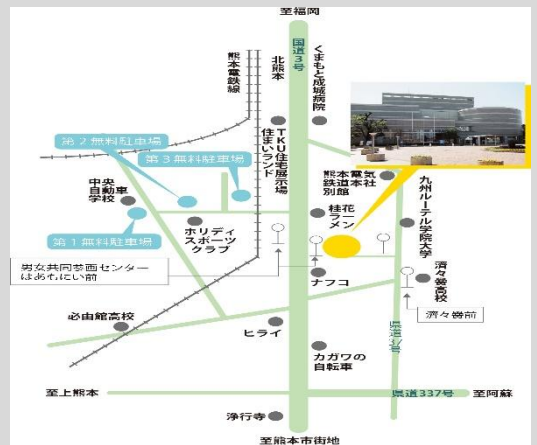 至福岡
国道3号
くまもと成城病院
北熊本
熊本電鉄線
TKU住宅展示場
住まいランド
第2無料駐車場
第3無料駐車場
中央
自動車
学校
第1無料駐車場
ホリデイ
スポーツ
クラブ
熊本電気
鉄道本社
別館
桂花
ラーメン
九州ルーテル学院大学
男女共同参画センター
はあもにい前
ナフコ
済々黌高校
済々黌前
必由館高校
ヒライ
カガワの
自転車
至上熊本
県道337号
至阿蘇
浄行寺
至熊本市街地